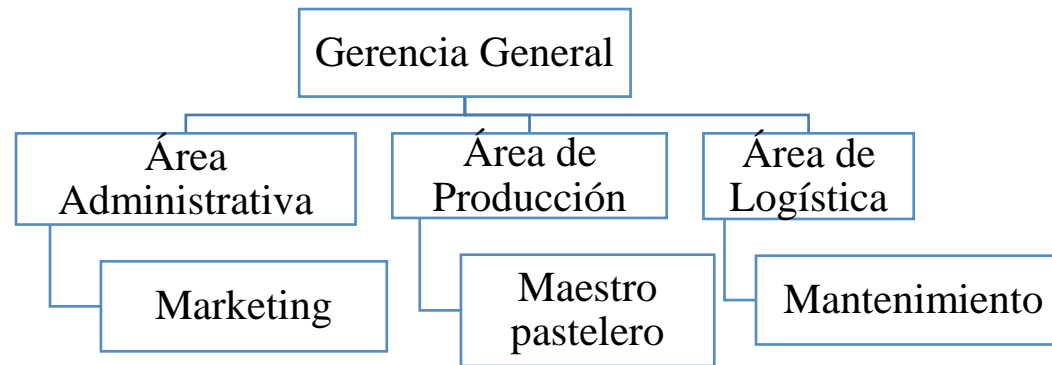 Gerencia General
Área
Administrativa
Área de
Producción
Área de
Logística
Marketing
Maestro
pastelero
Mantenimiento